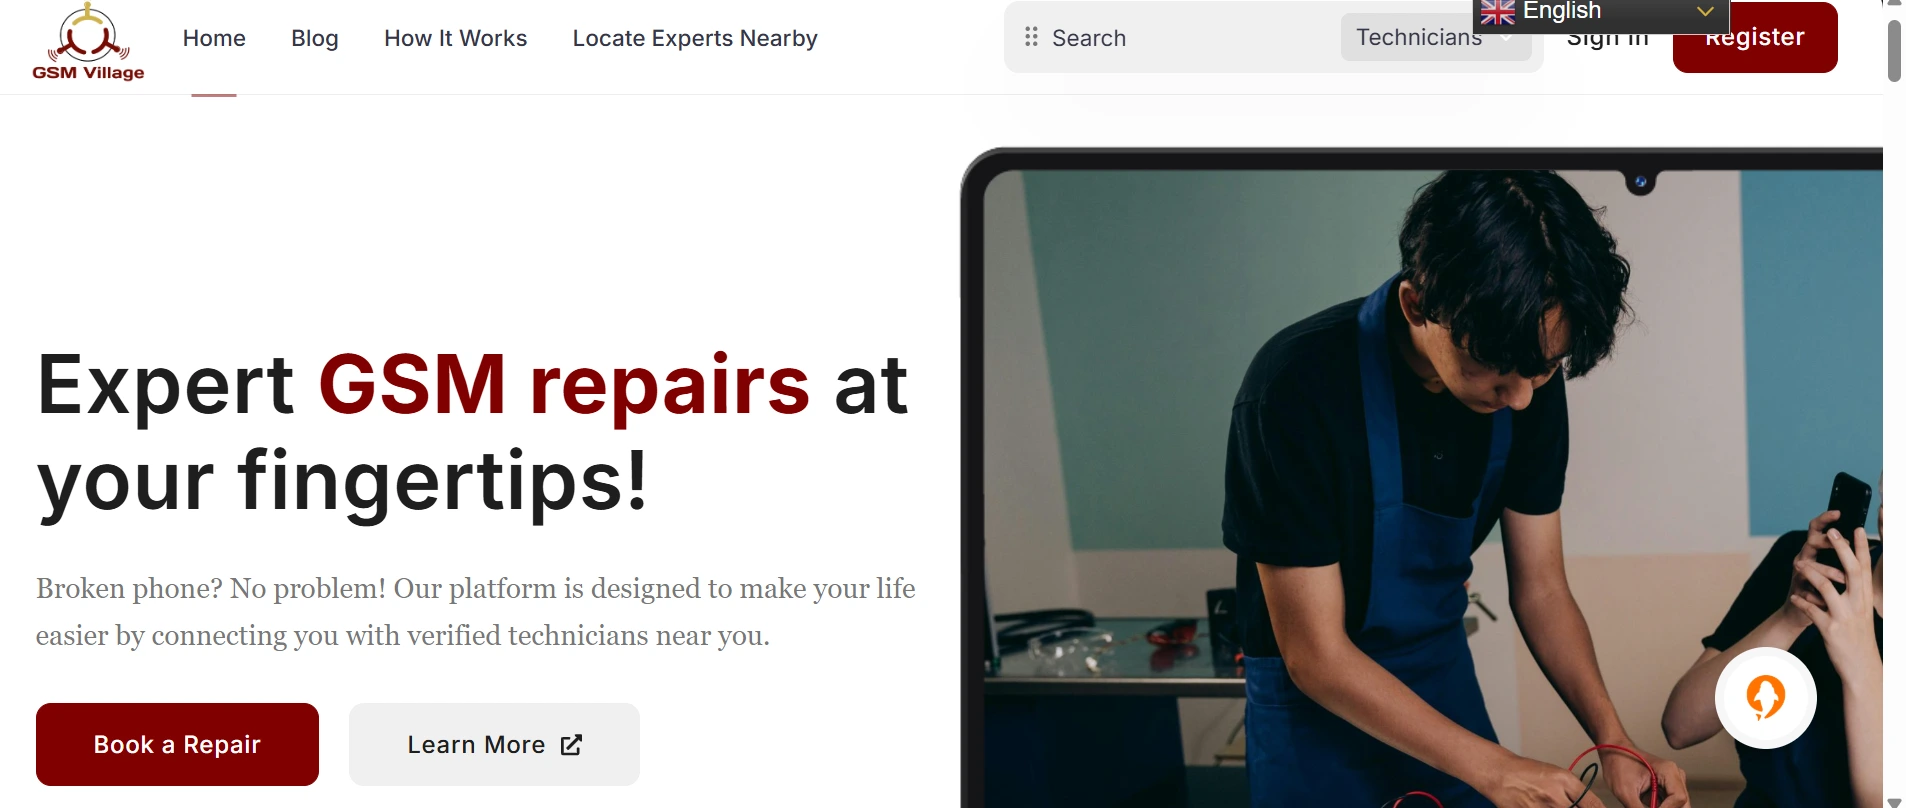 GSM Village
Home
Blog
How It Works
Locate Experts Nearby
Search
Technicians
English
Sign In
Register
Expert GSM repairs at
your fingertips!
Broken phone? No problem! Our platform is designed to make your life
easier by connecting you with verified technicians near you.
Book a Repair
Learn More